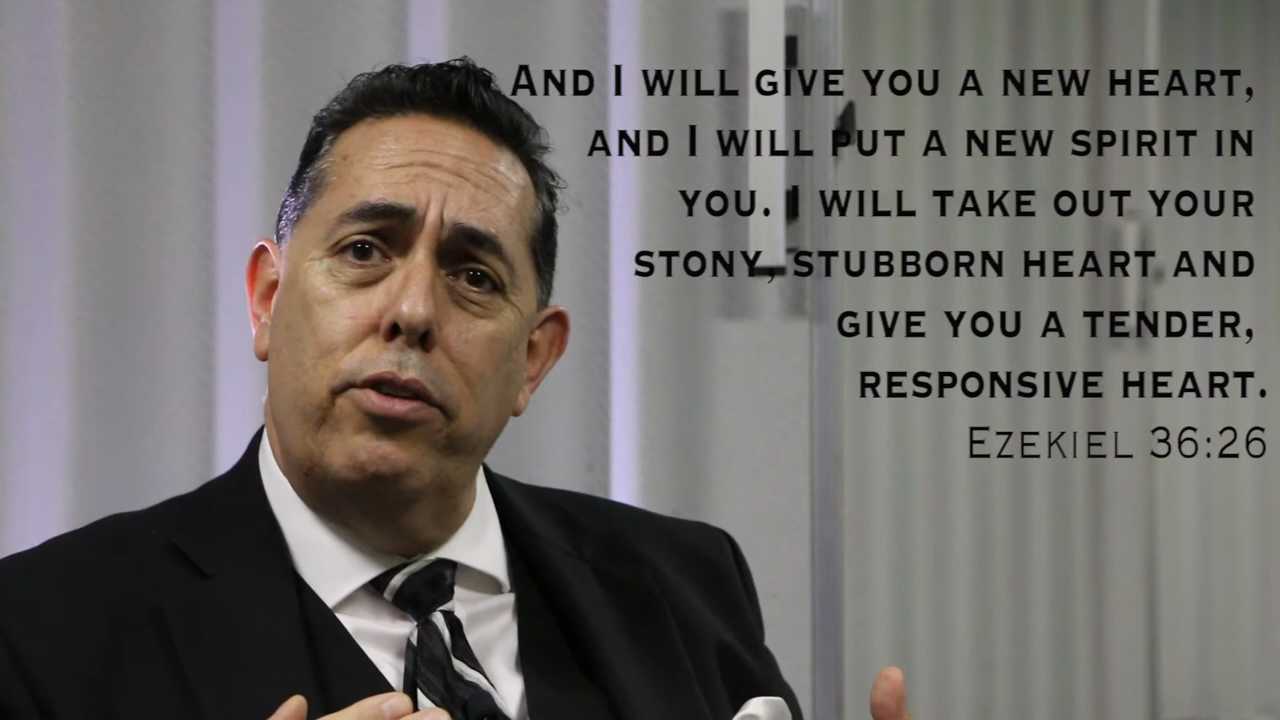 And I will give you a new heart,
and I will put a new spirit in
you. I will take out your
stony, stubborn heart and
give you a tender,
responsive heart.
Ezekiel 36:26